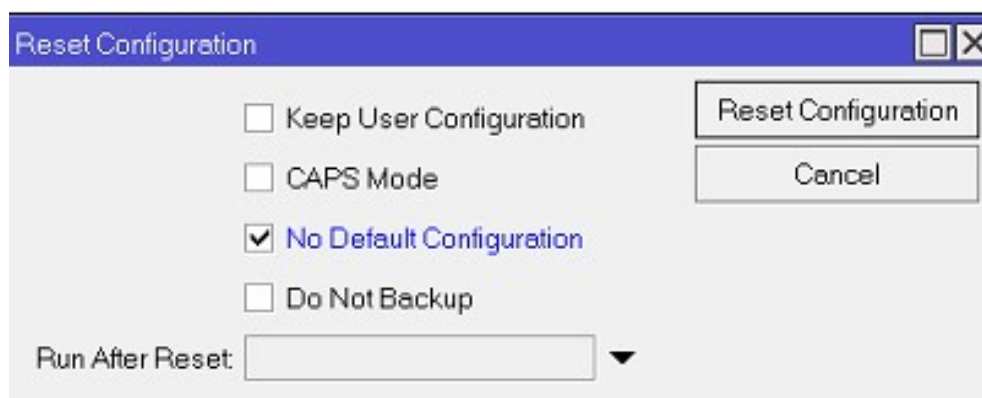 Reset Configuration
Keep User Configuration
Reset Configuration
CAPS Mode
Cancel
No Default Configuration
Do Not Backup
Run After Reset: